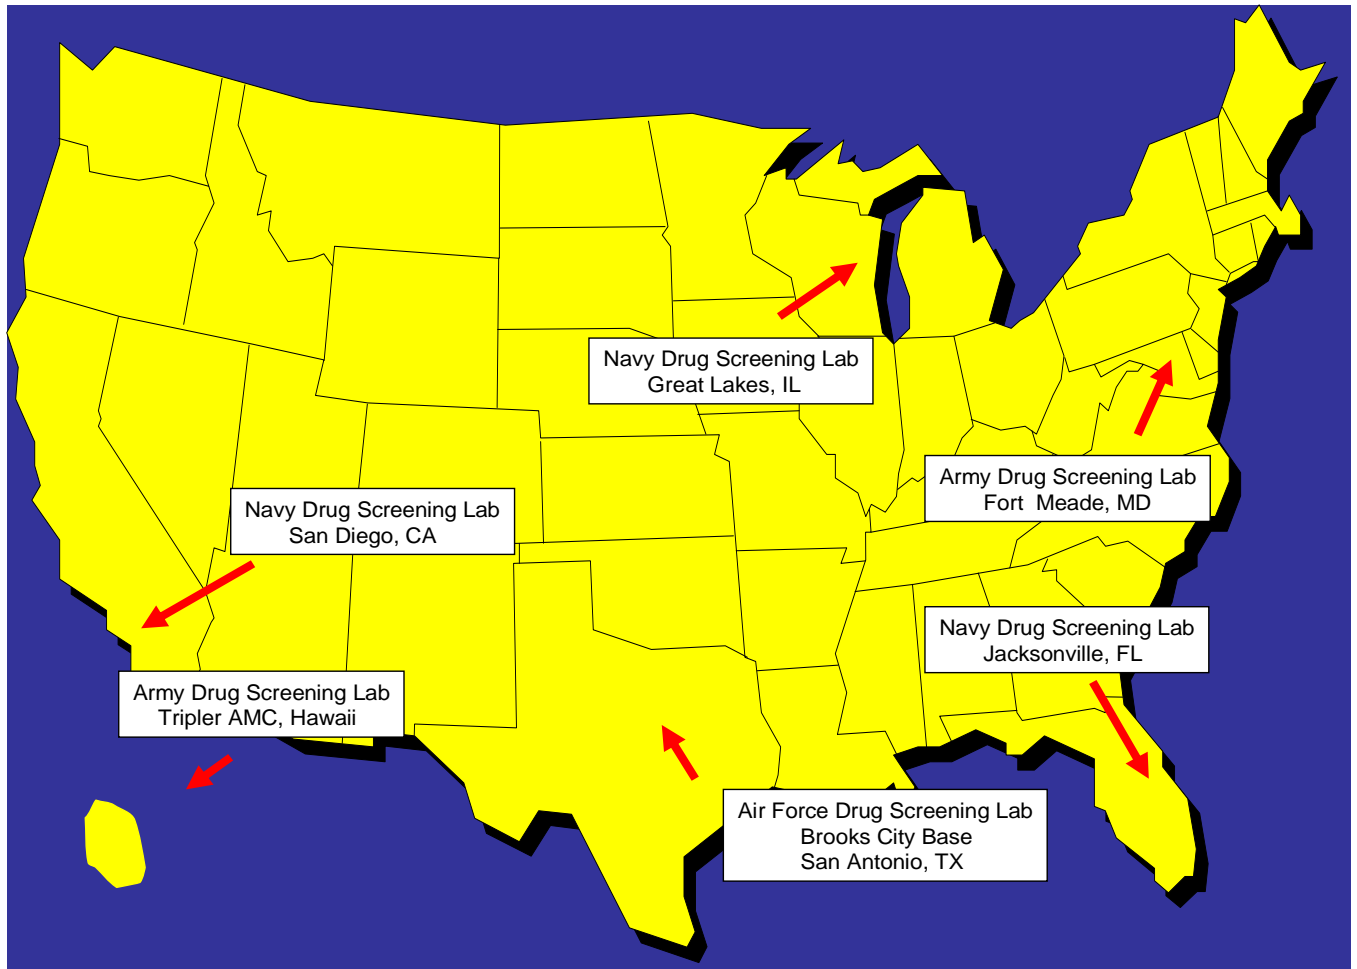 Navy Drug Screening Lab
Great Lakes, IL
Army Drug Screening Lab
Fort Meade, MD
Navy Drug Screening Lab
San Diego, CA
Navy Drug Screening Lab
Jacksonville, FL
Army Drug Screening Lab
Tripler AMC, Hawaii
Air Force Drug Screening Lab
Brooks City Base
San Antonio, TX